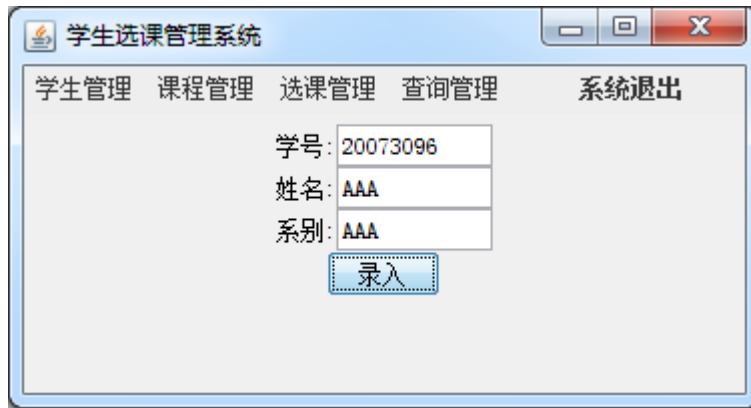 学生选课管理系统
学生管理 课程管理 选课管理 查询管理 系统退出
学号: 20073096
姓名: AAA
系别: AAA
录入